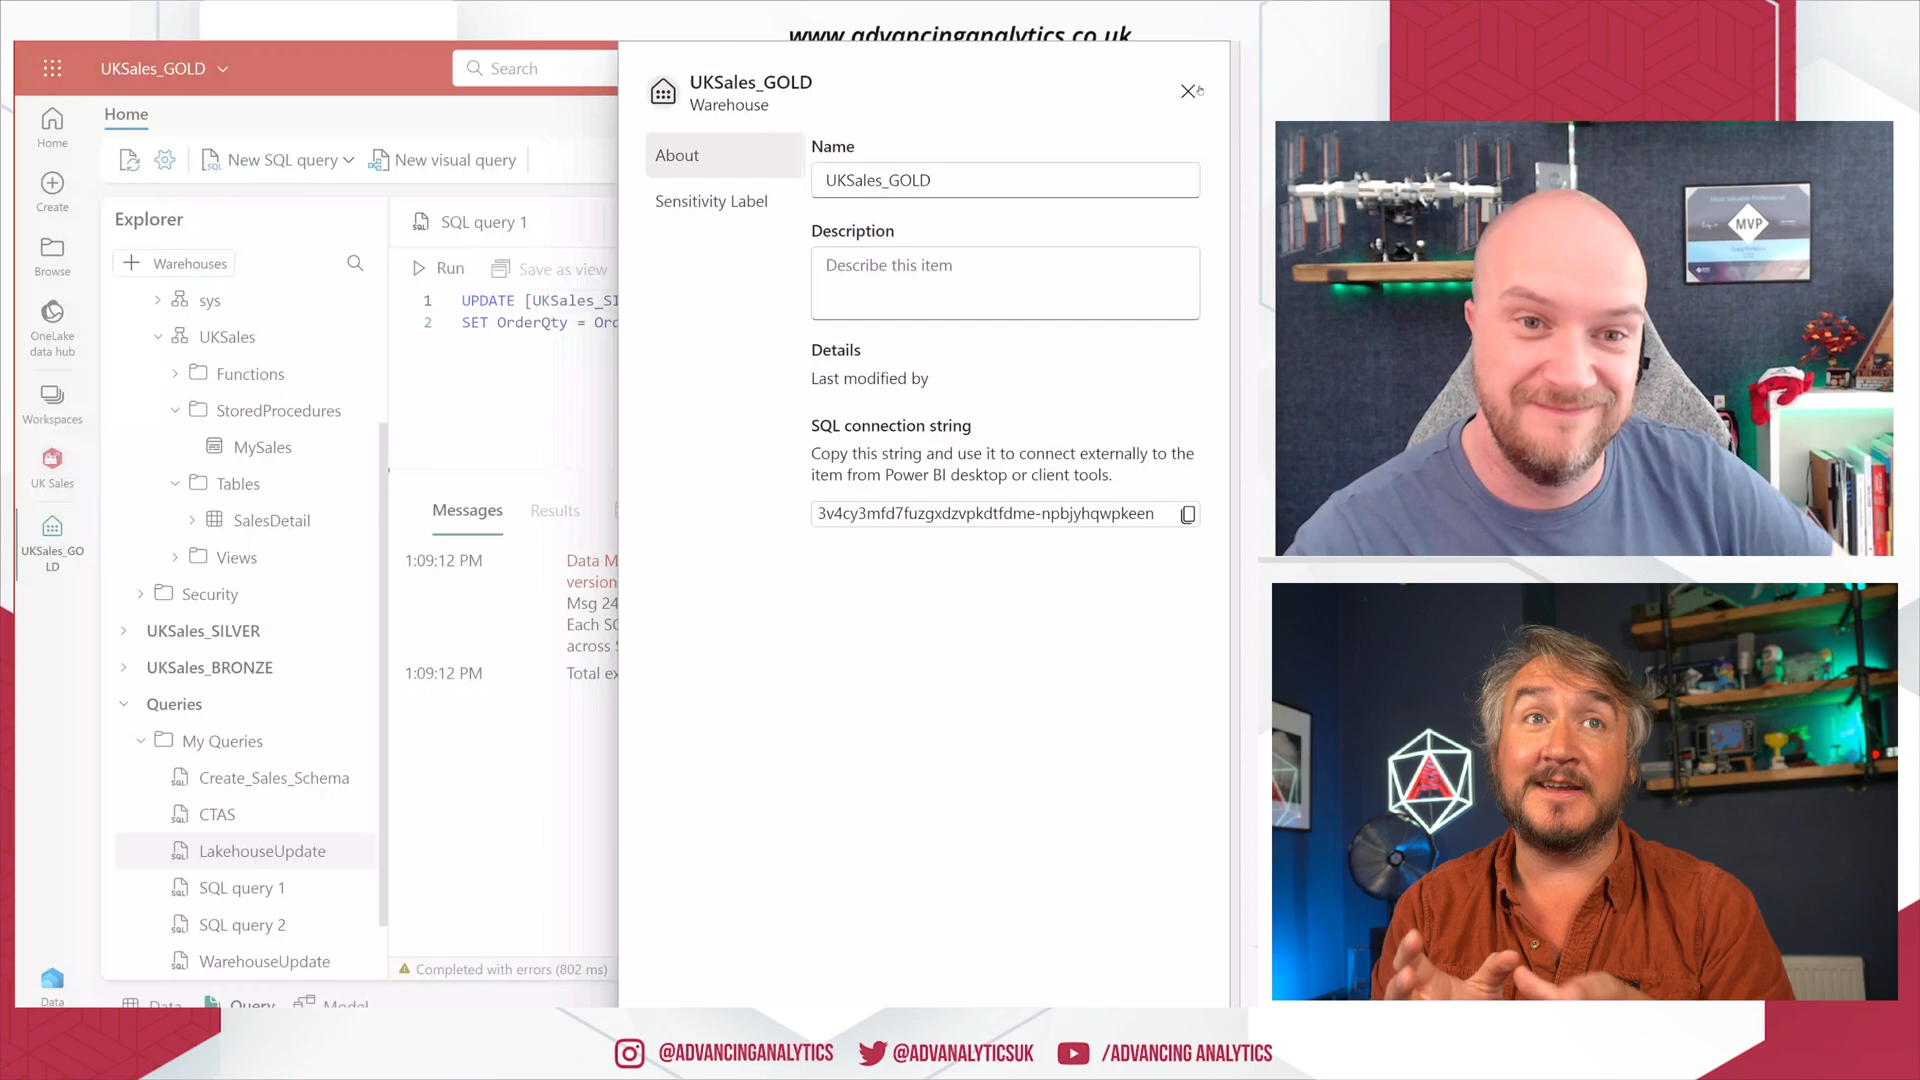 www.advancinganalytics.co.uk
UKSales_GOLD
Search
Home
Create
Browse
OneLake
data hub
Workspaces
UK Sales
UKSales_GO
LD
Data
Home
New SQL query
New visual query
Explorer
Warehouses
sys
UKSales
Functions
StoredProcedures
MySales
Tables
SalesDetail
Views
Security
UKSales_SILVER
UKSales_BRONZE
Queries
My Queries
Create_Sales_Schema
CTAS
LakehouseUpdate
SQL query 1
SQL query 2
WarehouseUpdate
Data
Query
Model
SQL query 1
Run
Save as view
1 UPDATE [UKSales_SI
2 SET OrderQty = Ord
Messages
Results
1:09:12 PM
Data M
version
Msg 24
Each SQ
across
1:09:12 PM
Total ex
Completed with errors (802 ms)
UKSales_GOLD
Warehouse
About
Sensitivity Label
Name
UKSales_GOLD
Description
Describe this item
Details
Last modified by
SQL connection string
Copy this string and use it to connect externally to the
item from Power BI desktop or client tools.
3v4cy3mfd7fuzgxdzvpkdtfdme-npbjyhqwpkeen
MVP
@ADVANCINGANALYTICS
@ADVANALYTICSUK
/ADVANCING ANALYTICS